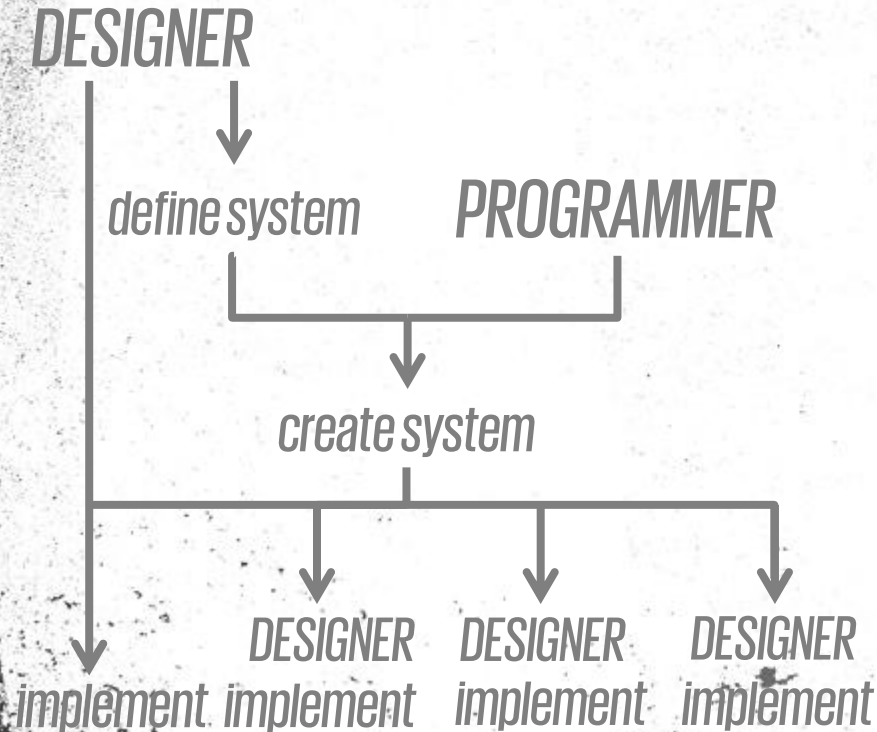 DESIGNER
define system
PROGRAMMER
create system
DESIGNER
DESIGNER
DESIGNER
implement
implement
implement
implement